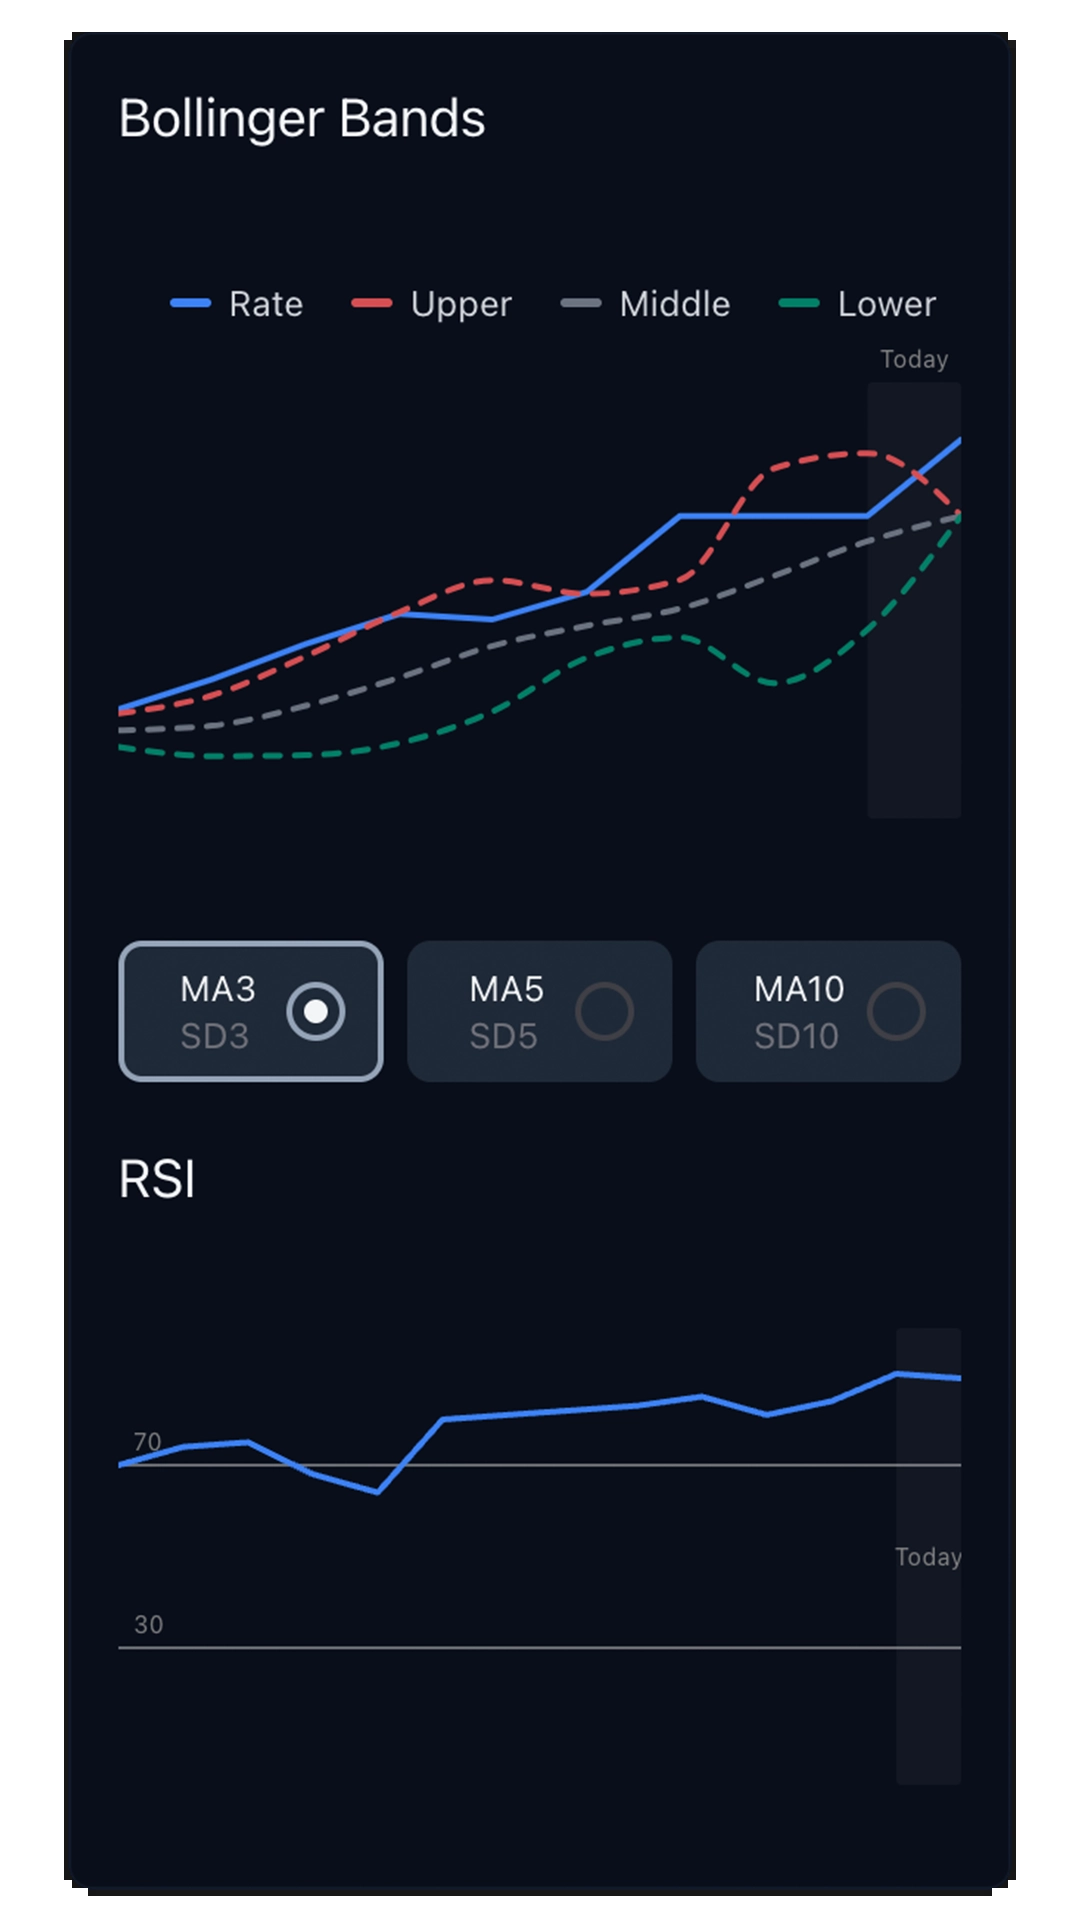 Bollinger Bands
Rate Upper Middle Lower
Today
MA3 MA5 MA10
SD3 SD5 SD10
RSI
70
Today
30